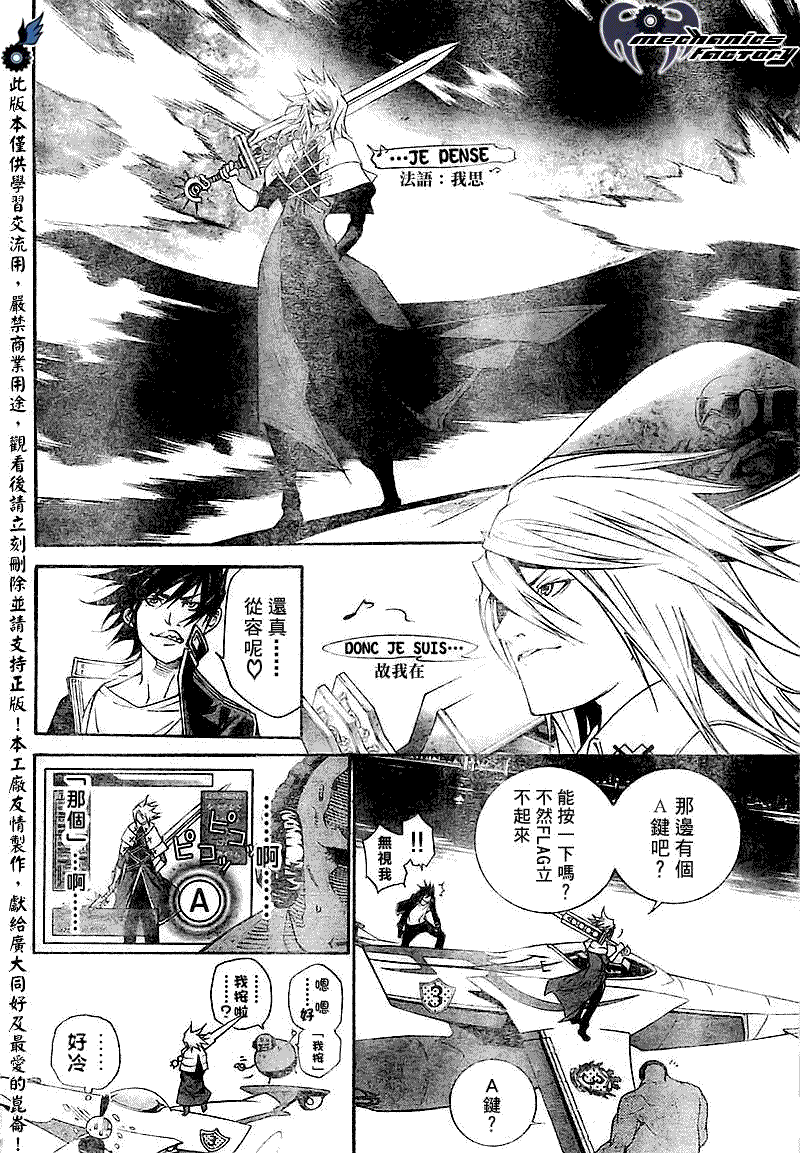 MECHANICS
FACTORY
此版本僅供學習交流用，嚴禁商業用途，觀看後請立刻刪除並請支持正版！本工廠友情製作，獻給廣大同好及最愛的崑崙！
…JE DENSE
法語：我思
DONC JE SUIS…
故我在
還真……
從容呢♡
那邊有個
A鍵吧？
能按一下嗎？
不然FLAG立
不起來
!!
無視我
A
鍵？
………啊………
「那個」……啊……
ピコ
ピコッ
A
嗯嗯
……好
「我按」
……我按啦
……？
……
好冷
3
3